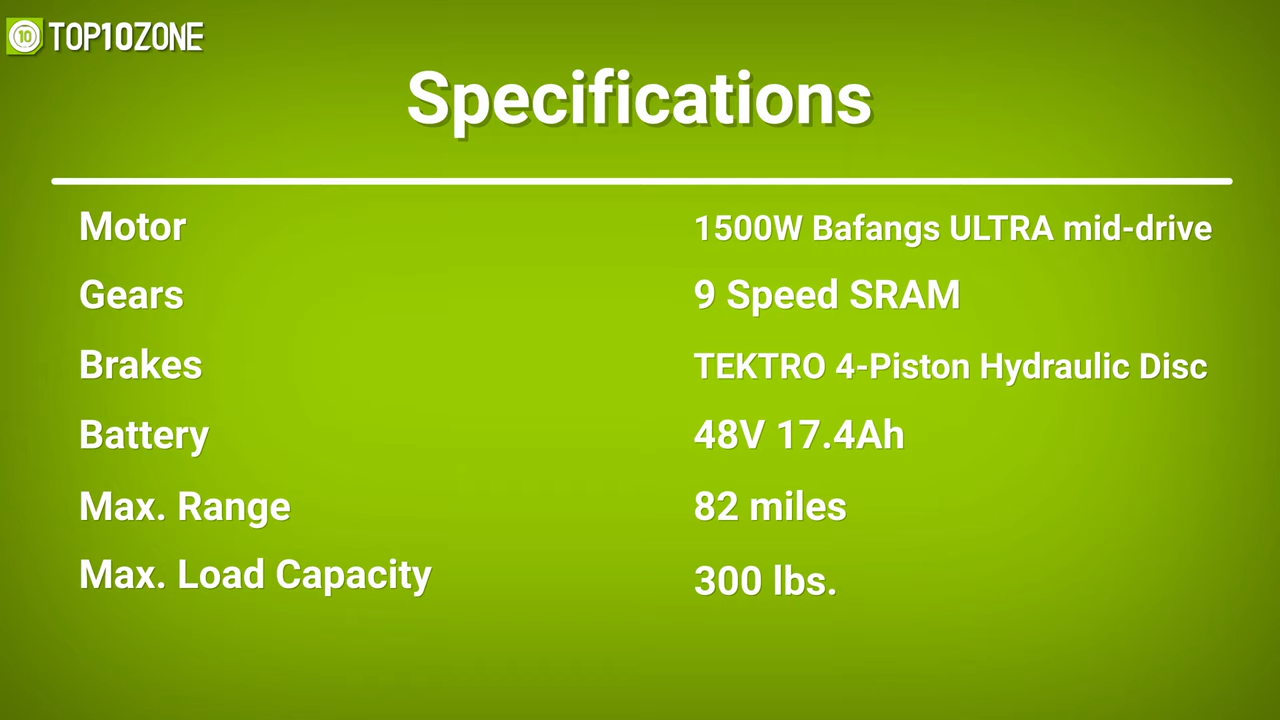 10 TOP10ZONE
Specifications
Motor 1500W Bafangs ULTRA mid-drive
Gears 9 Speed SRAM
Brakes TEKTRO 4-Piston Hydraulic Disc
Battery 48V 17.4Ah
Max. Range 82 miles
Max. Load Capacity 300 lbs.